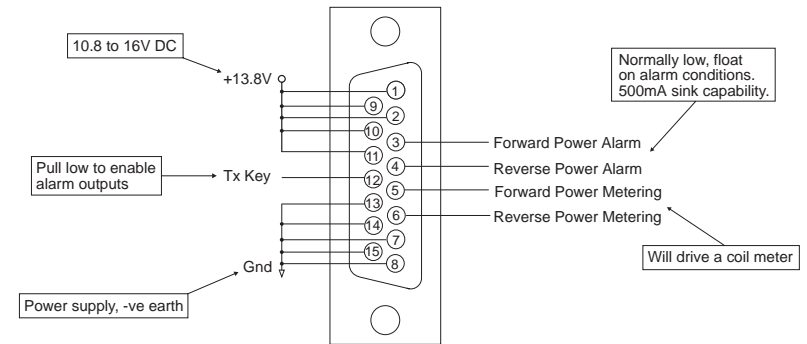 10.8 to 16V DC
+13.8V
Normally low, float
on alarm conditions.
500mA sink capability.
1
9
2
10
3
Forward Power Alarm
11
4
Reverse Power Alarm
Pull low to enable
alarm outputs
Tx Key
12
5
Forward Power Metering
13
6
Reverse Power Metering
14
7
15
Will drive a coil meter
8
Gnd
Power supply, -ve earth